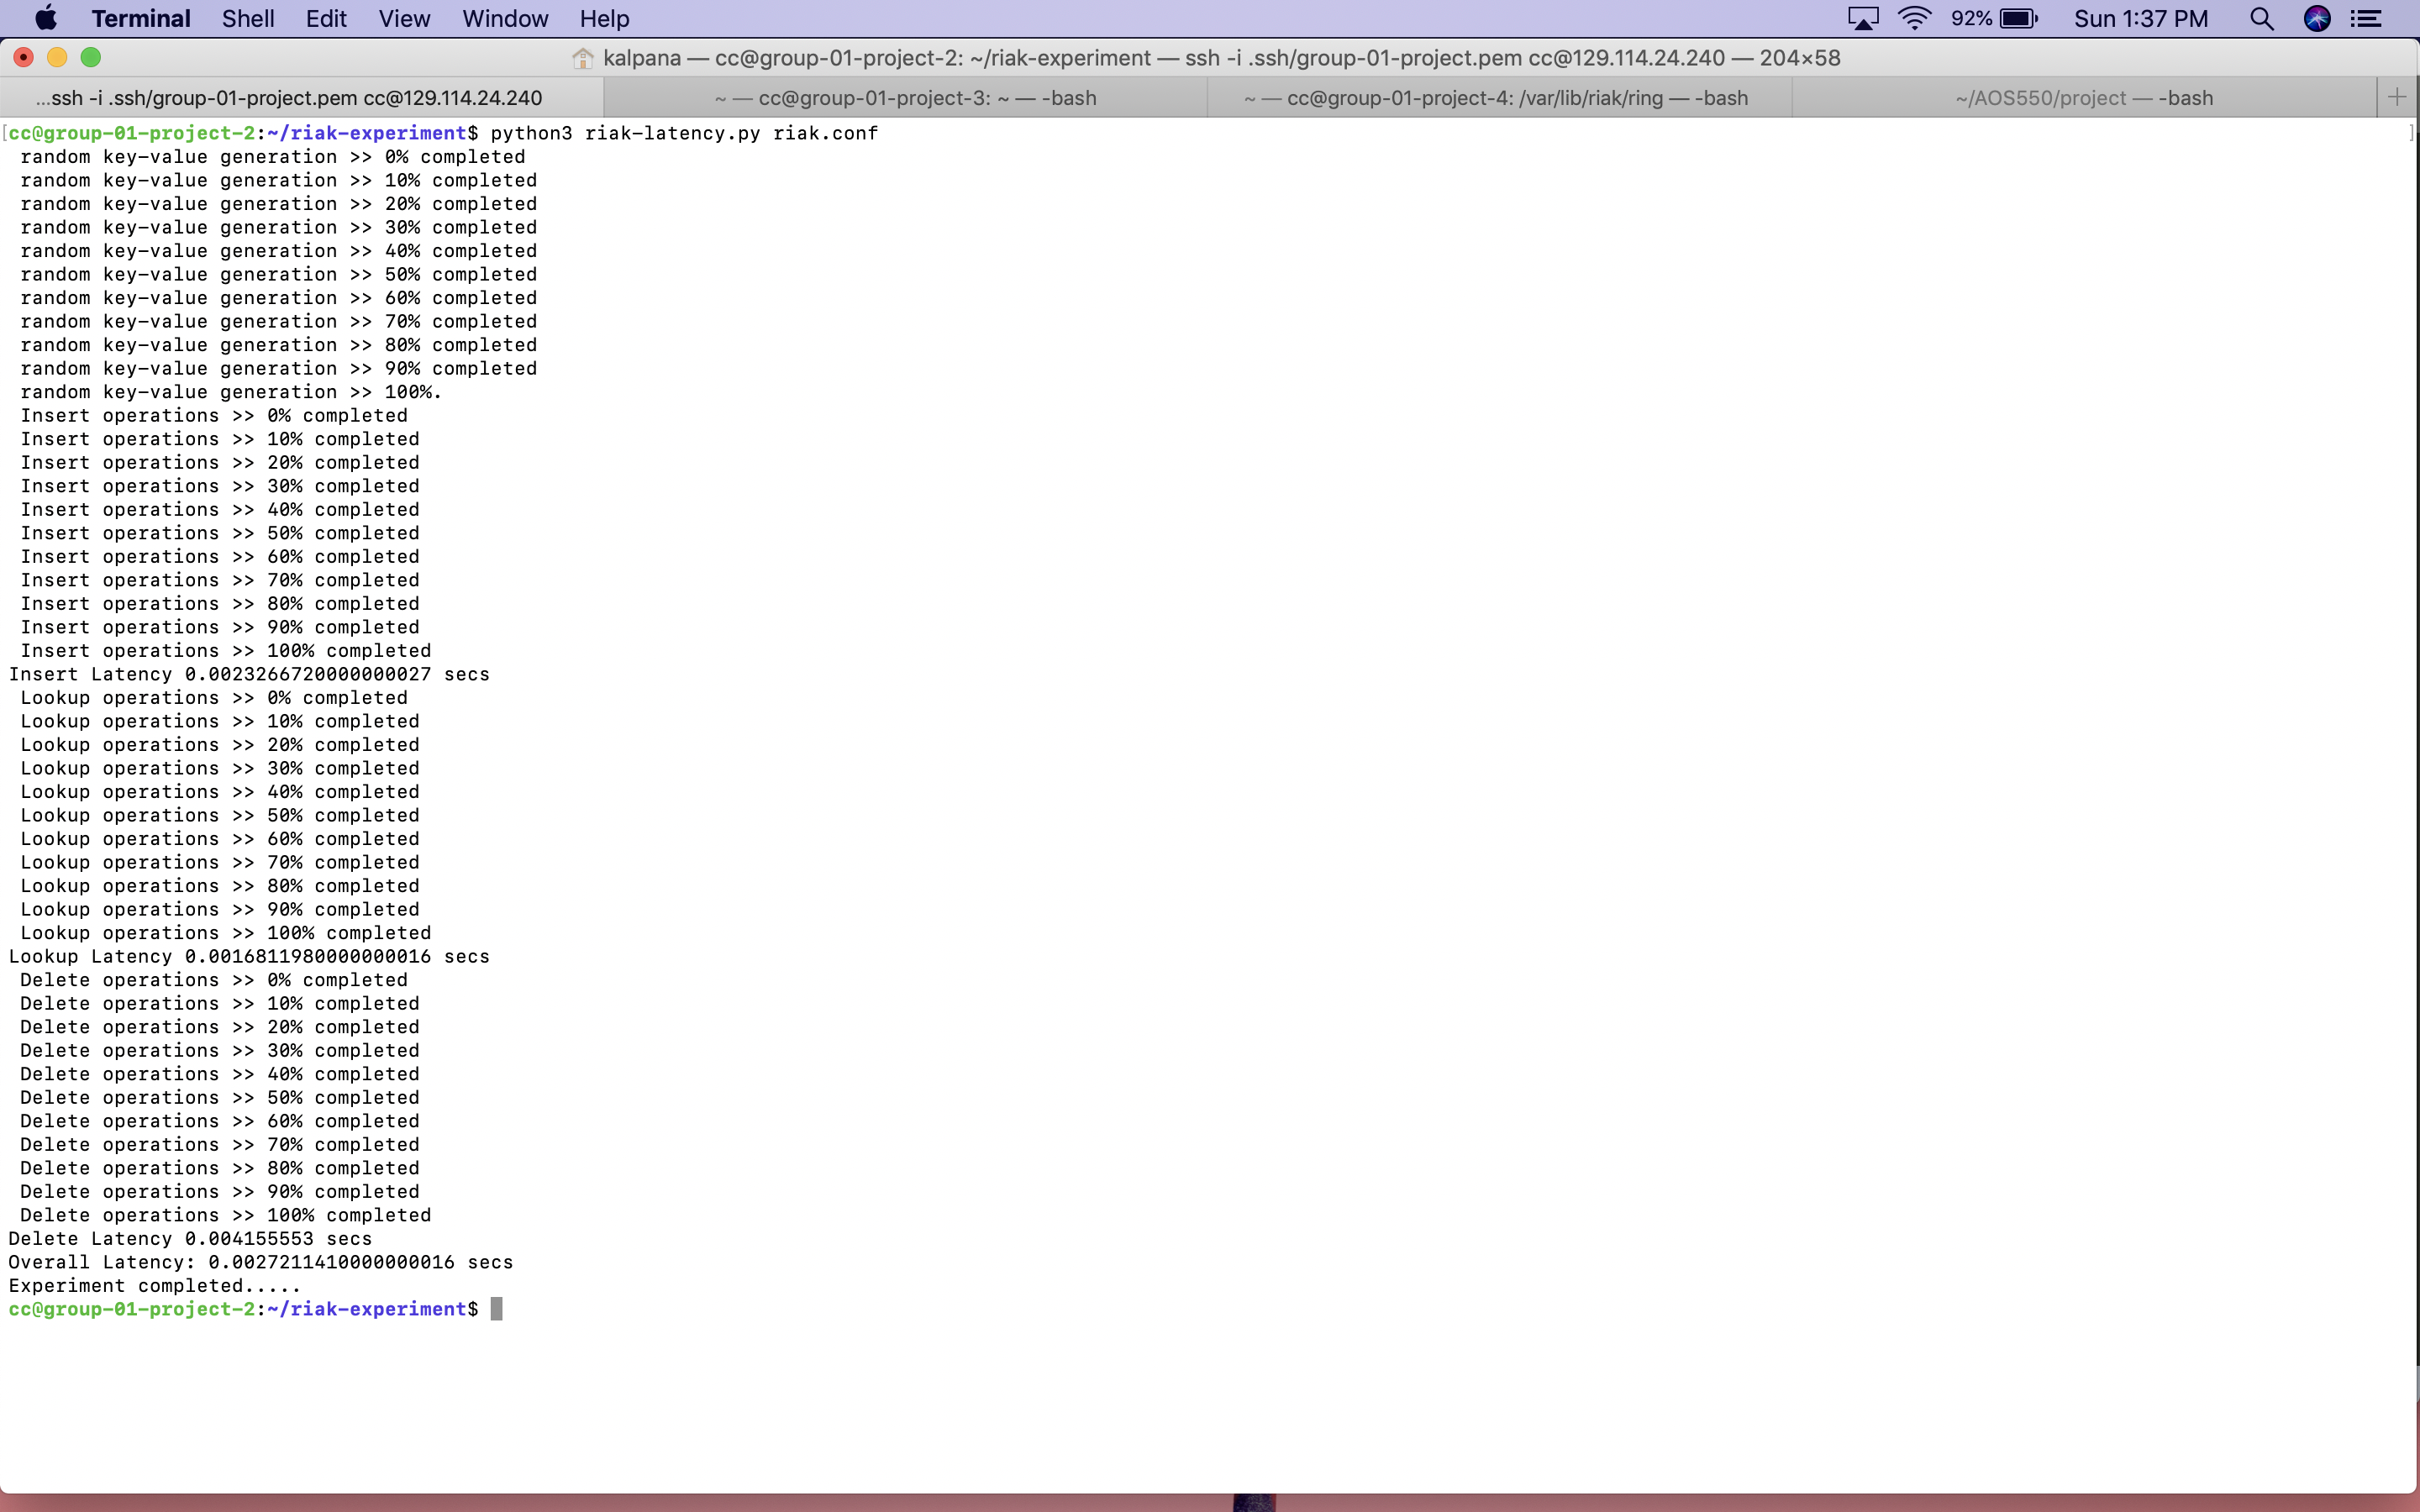 Terminal Shell Edit View Window Help 92% Sun 1:37 PM
kalpana — cc@group-01-project-2: ~/riak-experiment — ssh -i .ssh/group-01-project.pem cc@129.114.24.240 — 204×58
...ssh -i .ssh/group-01-project.pem cc@129.114.24.240 ~ — cc@group-01-project-3: ~ — -bash ~ — cc@group-01-project-4: /var/lib/riak/ring — -bash ~/AOS550/project — -bash +
[cc@group-01-project-2:~/riak-experiment$ python3 riak-latency.py riak.conf ]
random key-value generation >> 0% completed
random key-value generation >> 10% completed
random key-value generation >> 20% completed
random key-value generation >> 30% completed
random key-value generation >> 40% completed
random key-value generation >> 50% completed
random key-value generation >> 60% completed
random key-value generation >> 70% completed
random key-value generation >> 80% completed
random key-value generation >> 90% completed
random key-value generation >> 100%.
Insert operations >> 0% completed
Insert operations >> 10% completed
Insert operations >> 20% completed
Insert operations >> 30% completed
Insert operations >> 40% completed
Insert operations >> 50% completed
Insert operations >> 60% completed
Insert operations >> 70% completed
Insert operations >> 80% completed
Insert operations >> 90% completed
Insert operations >> 100% completed
Insert Latency 0.0023266720000000027 secs
Lookup operations >> 0% completed
Lookup operations >> 10% completed
Lookup operations >> 20% completed
Lookup operations >> 30% completed
Lookup operations >> 40% completed
Lookup operations >> 50% completed
Lookup operations >> 60% completed
Lookup operations >> 70% completed
Lookup operations >> 80% completed
Lookup operations >> 90% completed
Lookup operations >> 100% completed
Lookup Latency 0.0016811980000000016 secs
Delete operations >> 0% completed
Delete operations >> 10% completed
Delete operations >> 20% completed
Delete operations >> 30% completed
Delete operations >> 40% completed
Delete operations >> 50% completed
Delete operations >> 60% completed
Delete operations >> 70% completed
Delete operations >> 80% completed
Delete operations >> 90% completed
Delete operations >> 100% completed
Delete Latency 0.004155553 secs
Overall Latency: 0.0027211410000000016 secs
Experiment completed.....
cc@group-01-project-2:~/riak-experiment$